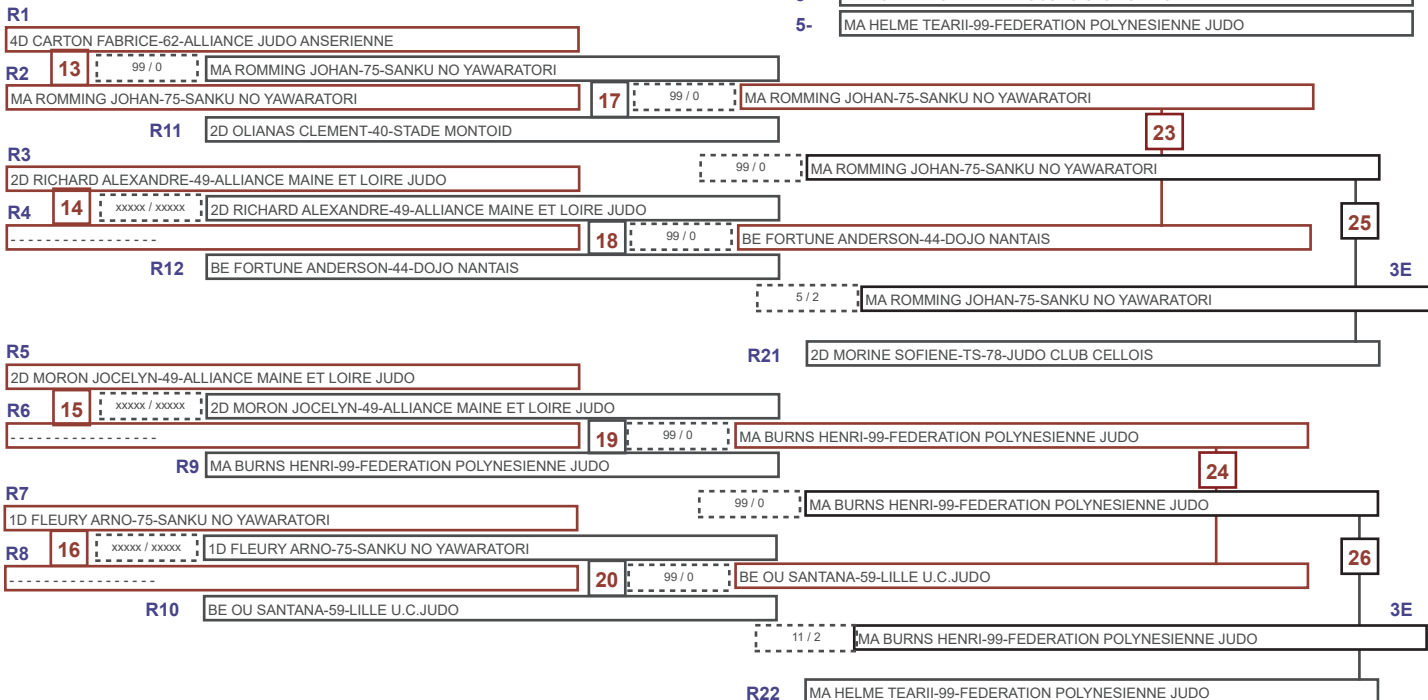 R1
5- MA HELME TEARII-99-FEDERATION POLYNESIENNE JUDO
4D CARTON FABRICE-62-ALLIANCE JUDO ANSERIENNE
R2 13 99 / 0 MA ROMMING JOHAN-75-SANKU NO YAWARATORI
MA ROMMING JOHAN-75-SANKU NO YAWARATORI 17 99 / 0 MA ROMMING JOHAN-75-SANKU NO YAWARATORI
R11 2D OLIANAS CLEMENT-40-STADE MONTOID 23
R3 99 / 0 MA ROMMING JOHAN-75-SANKU NO YAWARATORI
2D RICHARD ALEXANDRE-49-ALLIANCE MAINE ET LOIRE JUDO
R4 14 xxxxx / xxxxx 2D RICHARD ALEXANDRE-49-ALLIANCE MAINE ET LOIRE JUDO 25
- - - - - - - - - - - - - - - - - 18 99 / 0 BE FORTUNE ANDERSON-44-DOJO NANTAIS
R12 BE FORTUNE ANDERSON-44-DOJO NANTAIS 3E
5 / 2 MA ROMMING JOHAN-75-SANKU NO YAWARATORI
R5 R21 2D MORINE SOFIENE-TS-78-JUDO CLUB CELLOIS
2D MORON JOCELYN-49-ALLIANCE MAINE ET LOIRE JUDO
R6 15 xxxxx / xxxxx 2D MORON JOCELYN-49-ALLIANCE MAINE ET LOIRE JUDO
- - - - - - - - - - - - - - - - - 19 99 / 0 MA BURNS HENRI-99-FEDERATION POLYNESIENNE JUDO
R9 MA BURNS HENRI-99-FEDERATION POLYNESIENNE JUDO 24
R7 99 / 0 MA BURNS HENRI-99-FEDERATION POLYNESIENNE JUDO
1D FLEURY ARNO-75-SANKU NO YAWARATORI
R8 16 xxxxx / xxxxx 1D FLEURY ARNO-75-SANKU NO YAWARATORI 26
- - - - - - - - - - - - - - - - - 20 99 / 0 BE OU SANTANA-59-LILLE U.C.JUDO
R10 BE OU SANTANA-59-LILLE U.C.JUDO 3E
11 / 2 MA BURNS HENRI-99-FEDERATION POLYNESIENNE JUDO
R22 MA HELME TEARII-99-FEDERATION POLYNESIENNE JUDO